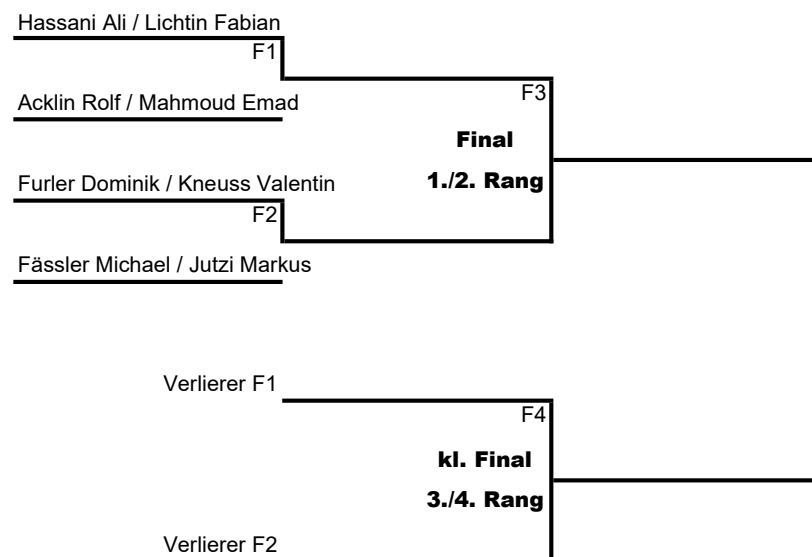 Hassani Ali / Lichtin Fabian
F1
F3
Acklin Rolf / Mahmoud Emad
Final
1./2. Rang
Furler Dominik / Kneuss Valentin
F2
Fässler Michael / Jutzi Markus
Verlierer F1
F4
kl. Final
3./4. Rang
Verlierer F2